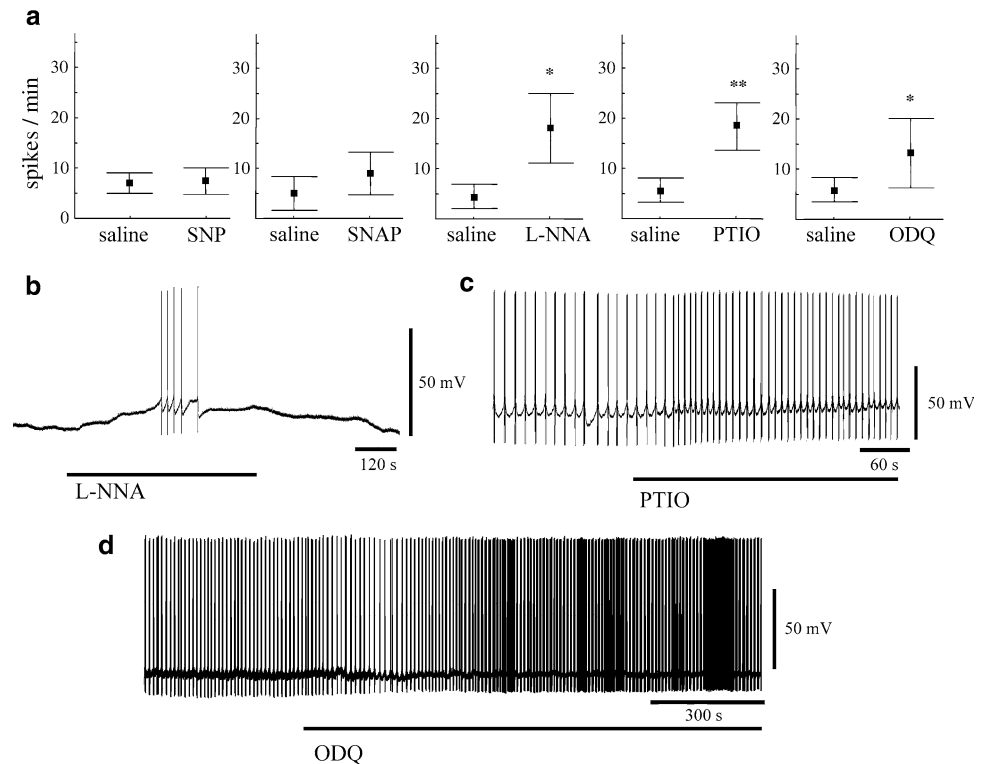 a
spikes / min
30 20 10 0
30 20 10
30 20 10
30 20 10
30 20 10
* ** *
saline SNP saline SNAP saline L-NNA saline PTIO saline ODQ
b
50 mV
120 s
L-NNA
c
50 mV
60 s
PTIO
d
50 mV
300 s
ODQ